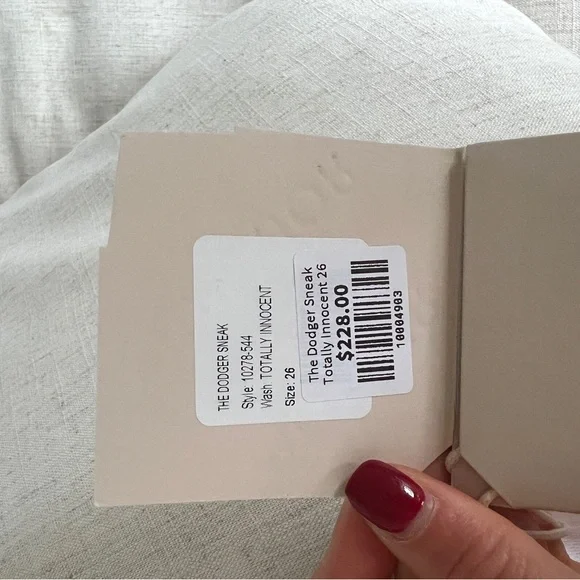 THE DODGER SNEAK
Style: 10278-544
Wash: TOTALLY INNOCENT
Size: 26
The Dodger Sneak
Totally Innocent 26
$228.00
10004903